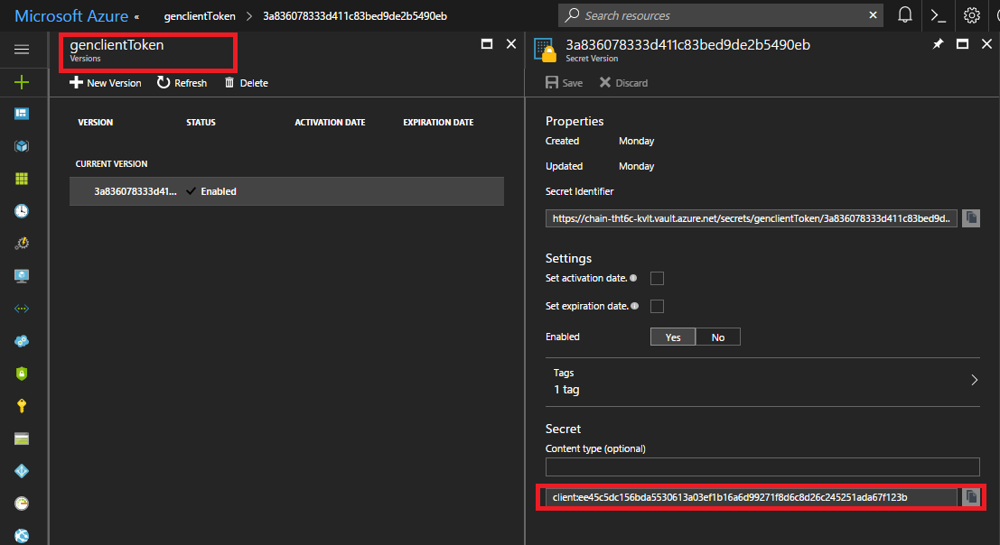 Microsoft Azure « genclientToken > 3a836078333d411c83bed9de2b5490eb
Search resources
genclientToken
Versions
New Version Refresh Delete
VERSION STATUS ACTIVATION DATE EXPIRATION DATE
CURRENT VERSION
3a836078333d41... Enabled
3a836078333d411c83bed9de2b5490eb
Secret Version
Save Discard
Properties
Created Monday
Updated Monday
Secret Identifier
https://chain-tht6c-kvlt.vault.azure.net/secrets/genclientToken/3a836078333d411c83bed9d..
Settings
Set activation date.
Set expiration date.
Enabled Yes No
Tags
1 tag
Secret
Content type (optional)
client:ee45c5dc156bda5530613a03ef1b16a6d99271f8d6c8d26c245251ada67f123b